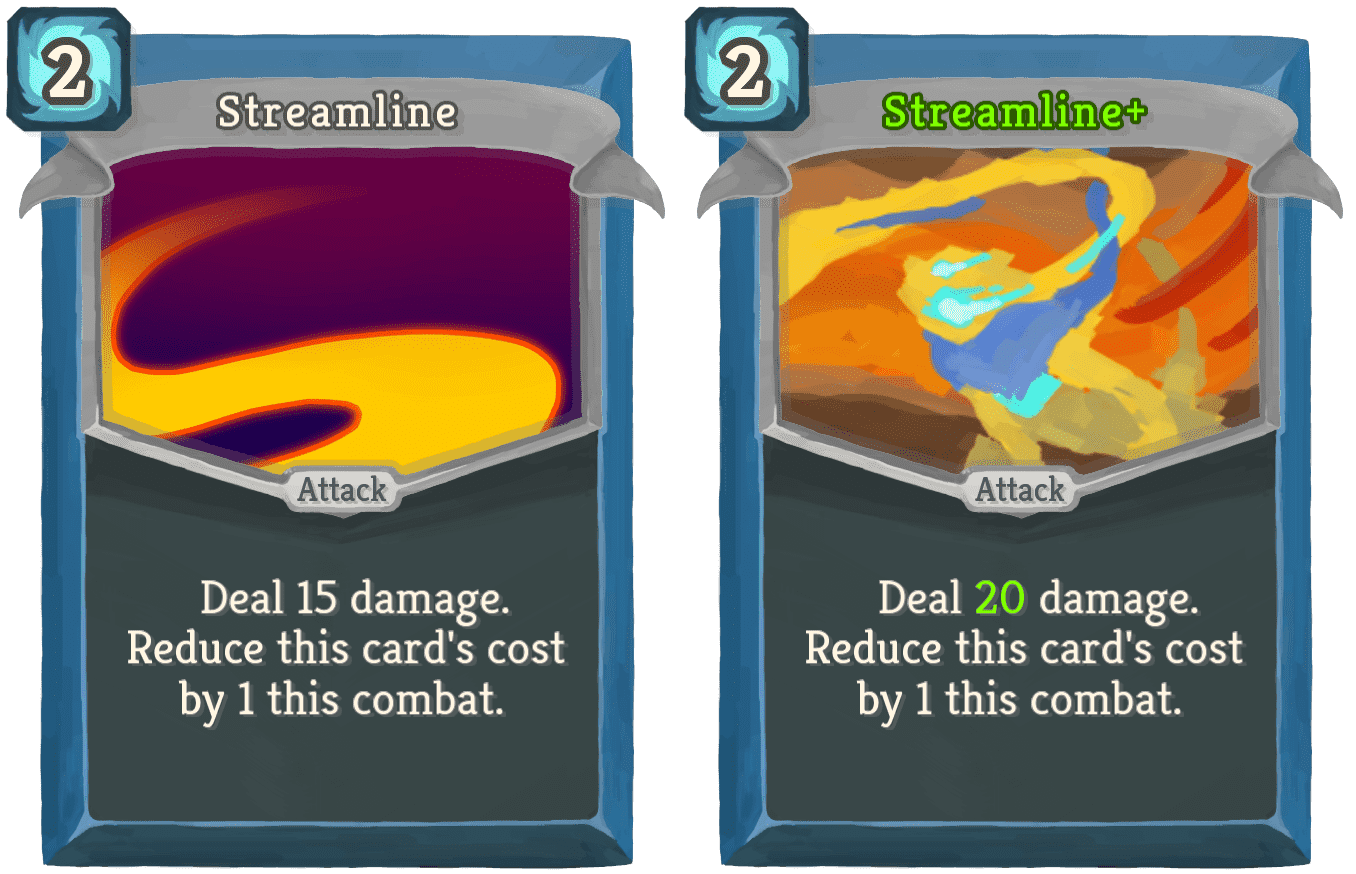 2
Streamline
Attack
Deal 15 damage.
Reduce this card's cost
by 1 this combat.
2
Streamline+
Attack
Deal 20 damage.
Reduce this card's cost
by 1 this combat.